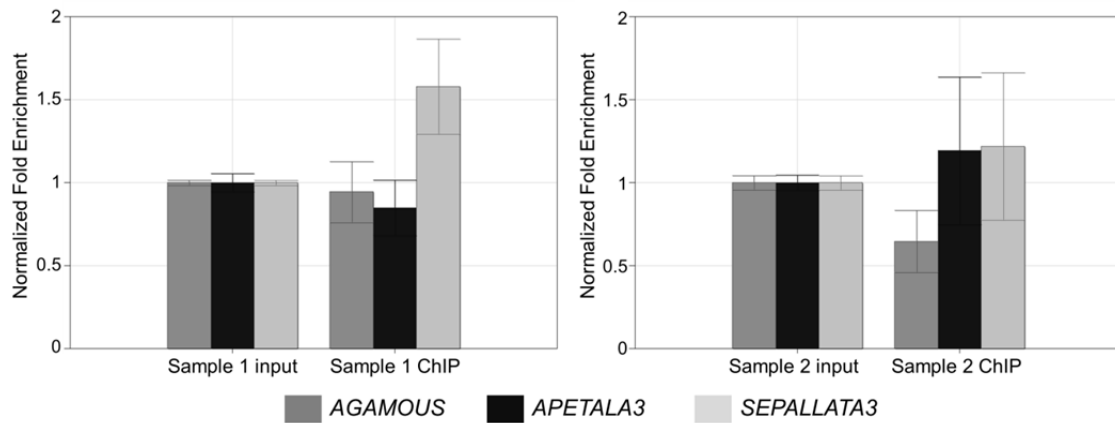 Normalized Fold Enrichment
2
1.5
1
0.5
0
Sample 1 input
Sample 1 ChIP
Normalized Fold Enrichment
2
1.5
1
0.5
0
Sample 2 input
Sample 2 ChIP
AGAMOUS
APETALA3
SEPALLATA3